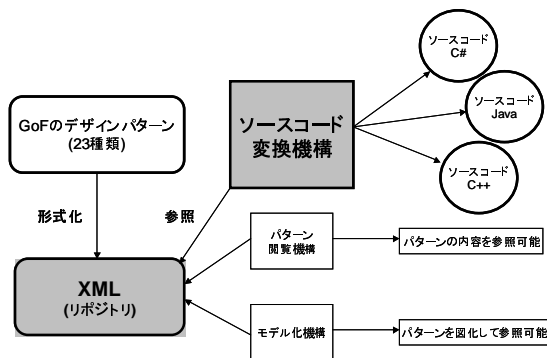 ソースコード
C#
ソースコード
Java
ソースコード
C++
GoFのデザインパターン
(23種類)
ソースコード
変換機構
形式化
参照
パターン
閲覧機構
パターンの内容を参照可能
XML
(リポジトリ)
モデル化機構
パターンを図化して参照可能